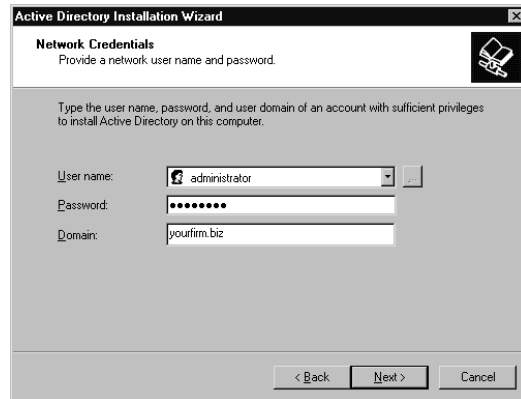 Active Directory Installation Wizard
Network Credentials
Provide a network user name and password.
Type the user name, password, and user domain of an account with sufficient privileges
to install Active Directory on this computer.
User name: administrator ...
Password: ●●●●●●●●
Domain: yourfirm.biz
< Back Next > Cancel